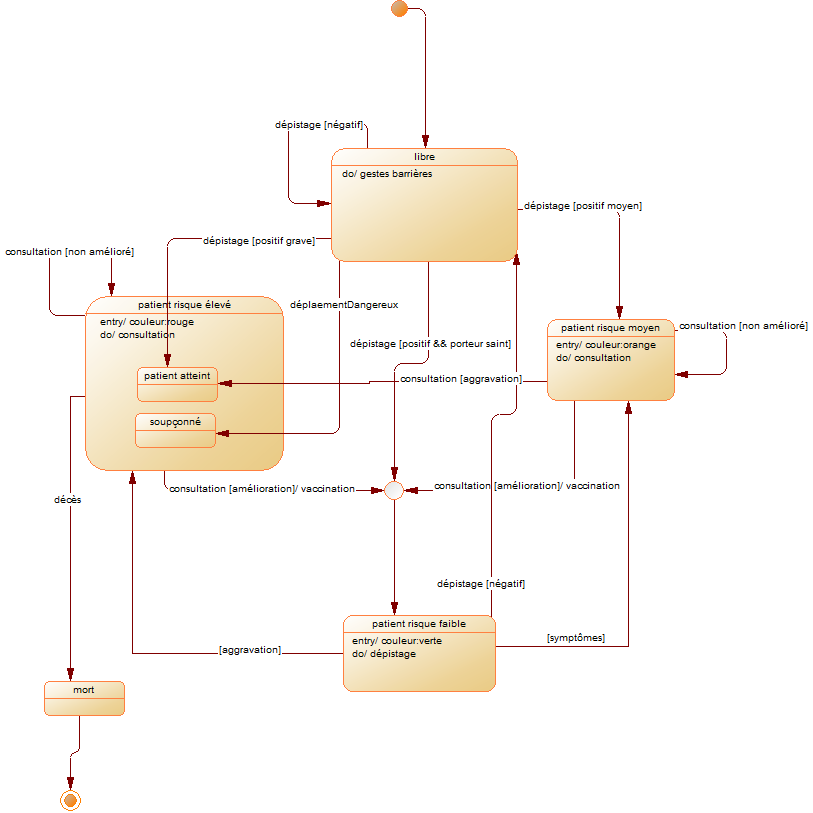 dépistage [négatif]
libre
do/ gestes barrières
dépistage [positif moyen]
dépistage [positif grave]
consultation [non amélioré]
patient risque élevé
entry/ couleur:rouge
do/ consultation
déplaementDangereux
patient risque moyen
entry/ couleur:orange
do/ consultation
consultation [non amélioré]
dépistage [positif && porteur saint]
patient atteint
consultation [aggravation]
soupçonné
consultation [amélioration]/ vaccination
consultation [amélioration]/ vaccination
décès
dépistage [négatif]
patient risque faible
entry/ couleur:verte
do/ dépistage
[symptômes]
[aggravation]
mort